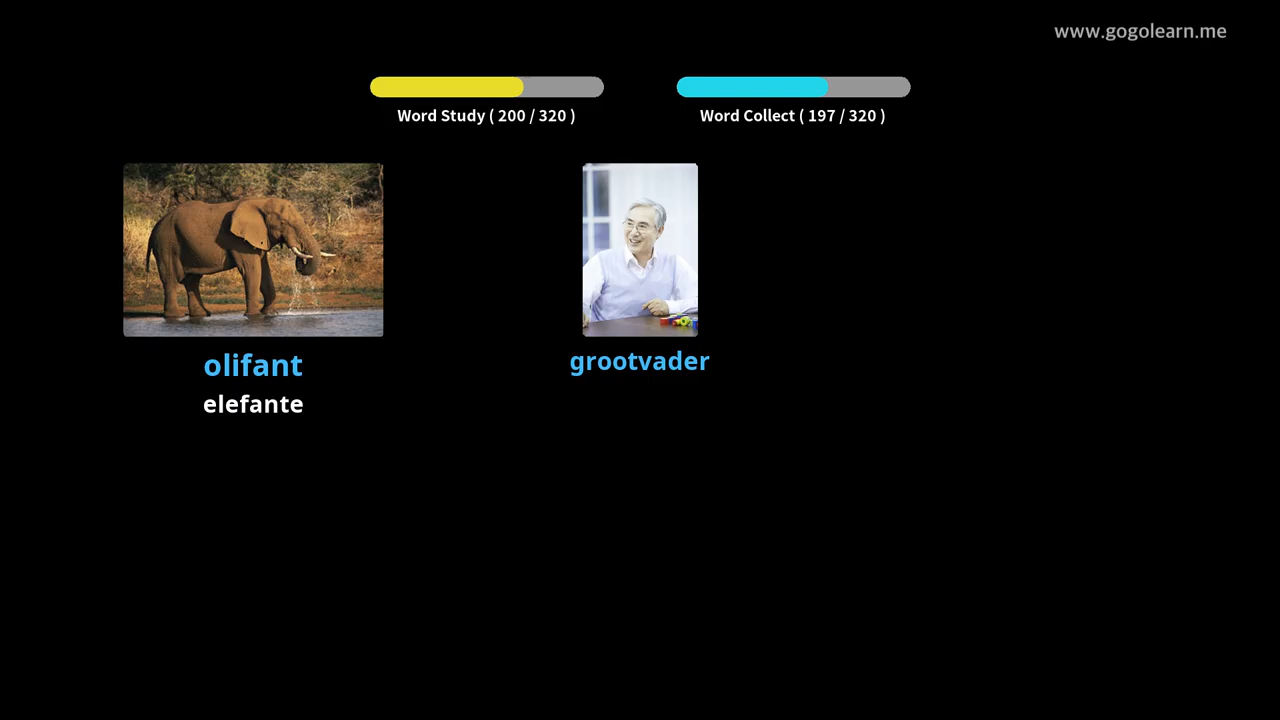 www.gogolearn.me
Word Study ( 200 / 320 )
Word Collect ( 197 / 320 )
olifant
elefante
grootvader